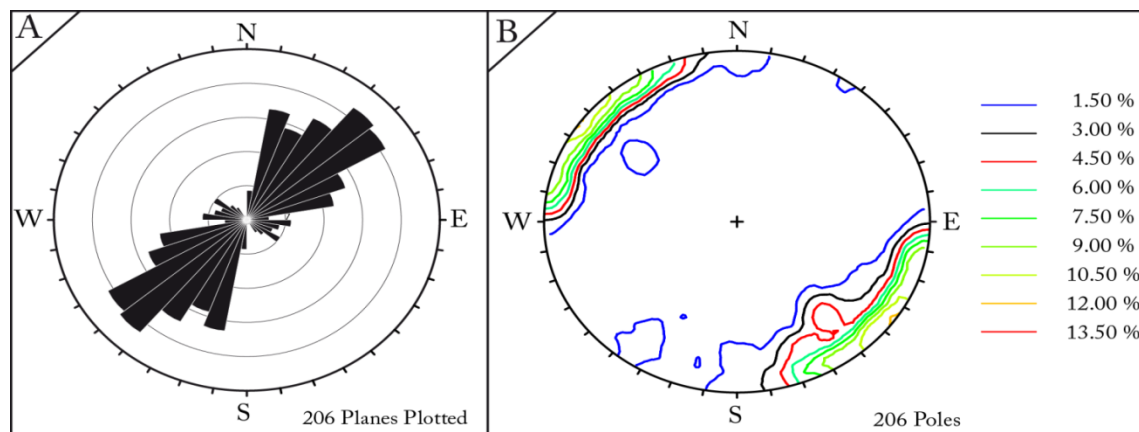 A
N
W
E
S
206 Planes Plotted
B
N
W
E
S
206 Poles
1.50 %
3.00 %
4.50 %
6.00 %
7.50 %
9.00 %
10.50 %
12.00 %
13.50 %